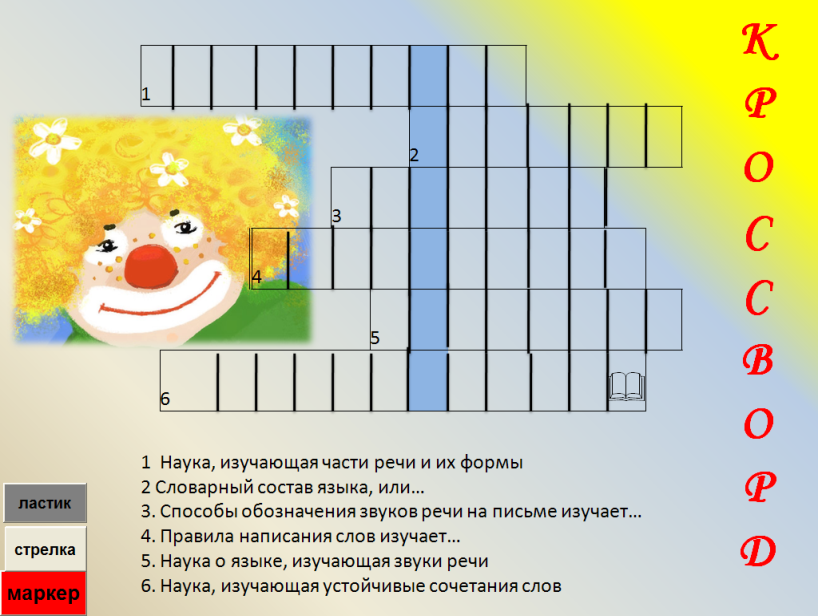 КРОССВОРД
1
2
3
4
5
6
1 Наука, изучающая части речи и их формы
2 Словарный состав языка, или...
3. Способы обозначения звуков речи на письме изучает...
4. Правила написания слов изучает...
5. Наука о языке, изучающая звуки речи
6. Наука, изучающая устойчивые сочетания слов
ластик
стрелка
маркер